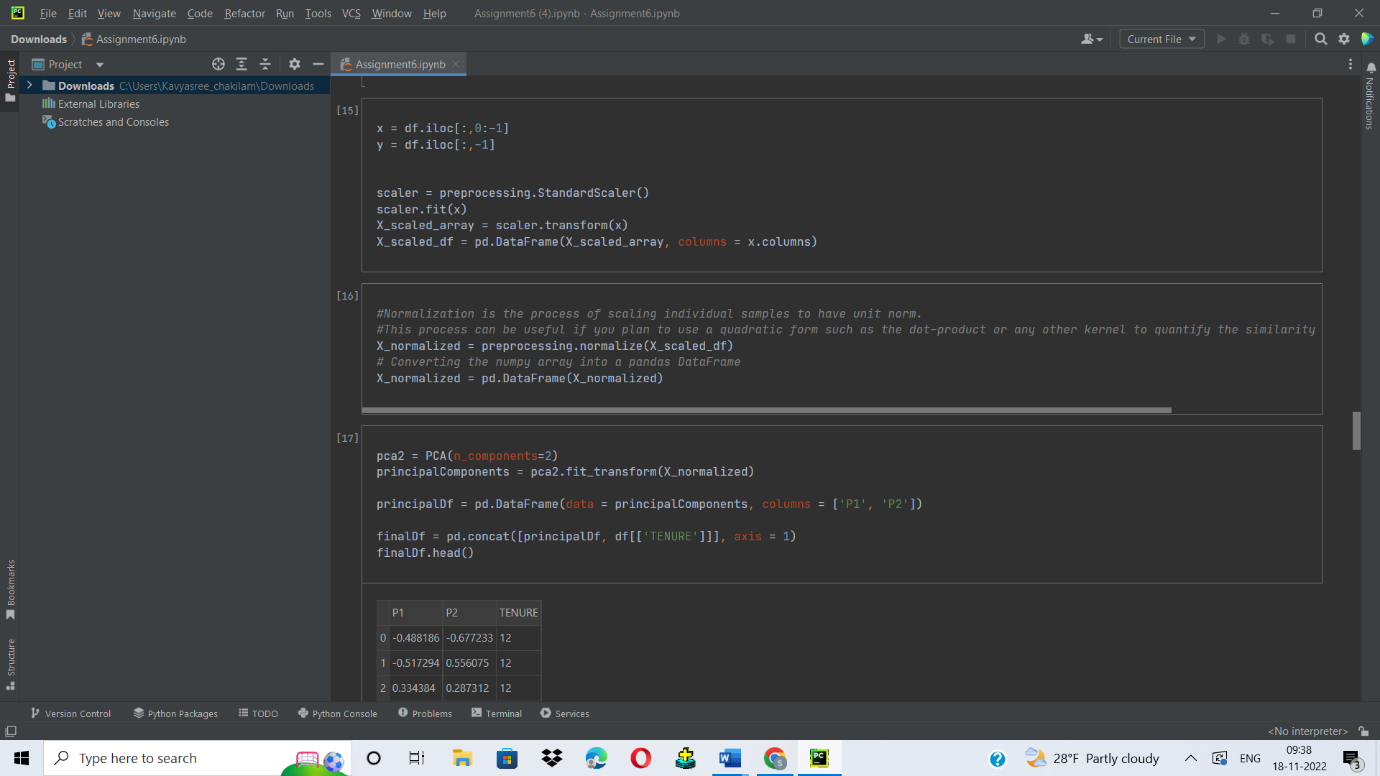 PC File Edit View Navigate Code Refactor Run Tools VCS Window Help Assignment6 (4).ipynb - Assignment6.ipynb
Downloads Assignment6.ipynb Current File
Project Assignment6.ipynb
Downloads C:\Users\Kavyasree_chakilam\Downloads
External Libraries
Scratches and Consoles
Project
Bookmarks
Structure
Notifications
[15]
x = df.iloc[:,0:-1]
y = df.iloc[:,-1]
scaler = preprocessing.StandardScaler()
scaler.fit(x)
X_scaled_array = scaler.transform(x)
X_scaled_df = pd.DataFrame(X_scaled_array, columns = x.columns)
[16]
#Normalization is the process of scaling individual samples to have unit norm.
#This process can be useful if you plan to use a quadratic form such as the dot-product or any other kernel to quantify the similarity
X_normalized = preprocessing.normalize(X_scaled_df)
# Converting the numpy array into a pandas DataFrame
X_normalized = pd.DataFrame(X_normalized)
[17]
pca2 = PCA(n_components=2)
principalComponents = pca2.fit_transform(X_normalized)
principalDf = pd.DataFrame(data = principalComponents, columns = ['P1', 'P2'])
finalDf = pd.concat([principalDf, df[['TENURE']]], axis = 1)
finalDf.head()
P1 P2 TENURE
0 -0.488186 -0.677233 12
1 -0.517294 0.556075 12
2 0.334384 0.287312 12
Version Control Python Packages TODO Python Console Problems Terminal Services
<No interpreter>
Type here to search 28°F Partly cloudy ENG 09:38
18-11-2022 3